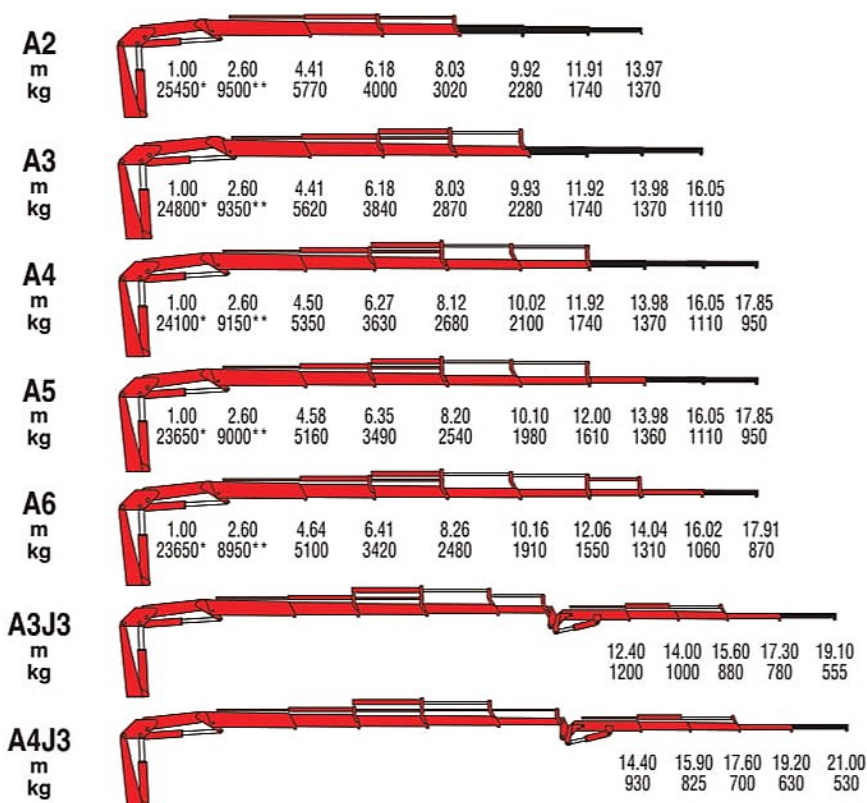 A2
m 1.00 2.60 4.41 6.18 8.03 9.92 11.91 13.97
kg 25450* 9500** 5770 4000 3020 2280 1740 1370
A3
m 1.00 2.60 4.41 6.18 8.03 9.93 11.92 13.98 16.05
kg 24800* 9350** 5620 3840 2870 2280 1740 1370 1110
A4
m 1.00 2.60 4.50 6.27 8.12 10.02 11.92 13.98 16.05 17.85
kg 24100* 9150** 5350 3630 2680 2100 1740 1370 1110 950
A5
m 1.00 2.60 4.58 6.35 8.20 10.10 12.00 13.98 16.05 17.85
kg 23650* 9000** 5160 3490 2540 1980 1610 1360 1110 950
A6
m 1.00 2.60 4.64 6.41 8.26 10.16 12.06 14.04 16.02 17.91
kg 23650* 8950** 5100 3420 2480 1910 1550 1310 1060 870
A3J3
m 12.40 14.00 15.60 17.30 19.10
kg 1200 1000 880 780 555
A4J3
m 14.40 15.90 17.60 19.20 21.00
kg 930 825 700 630 530